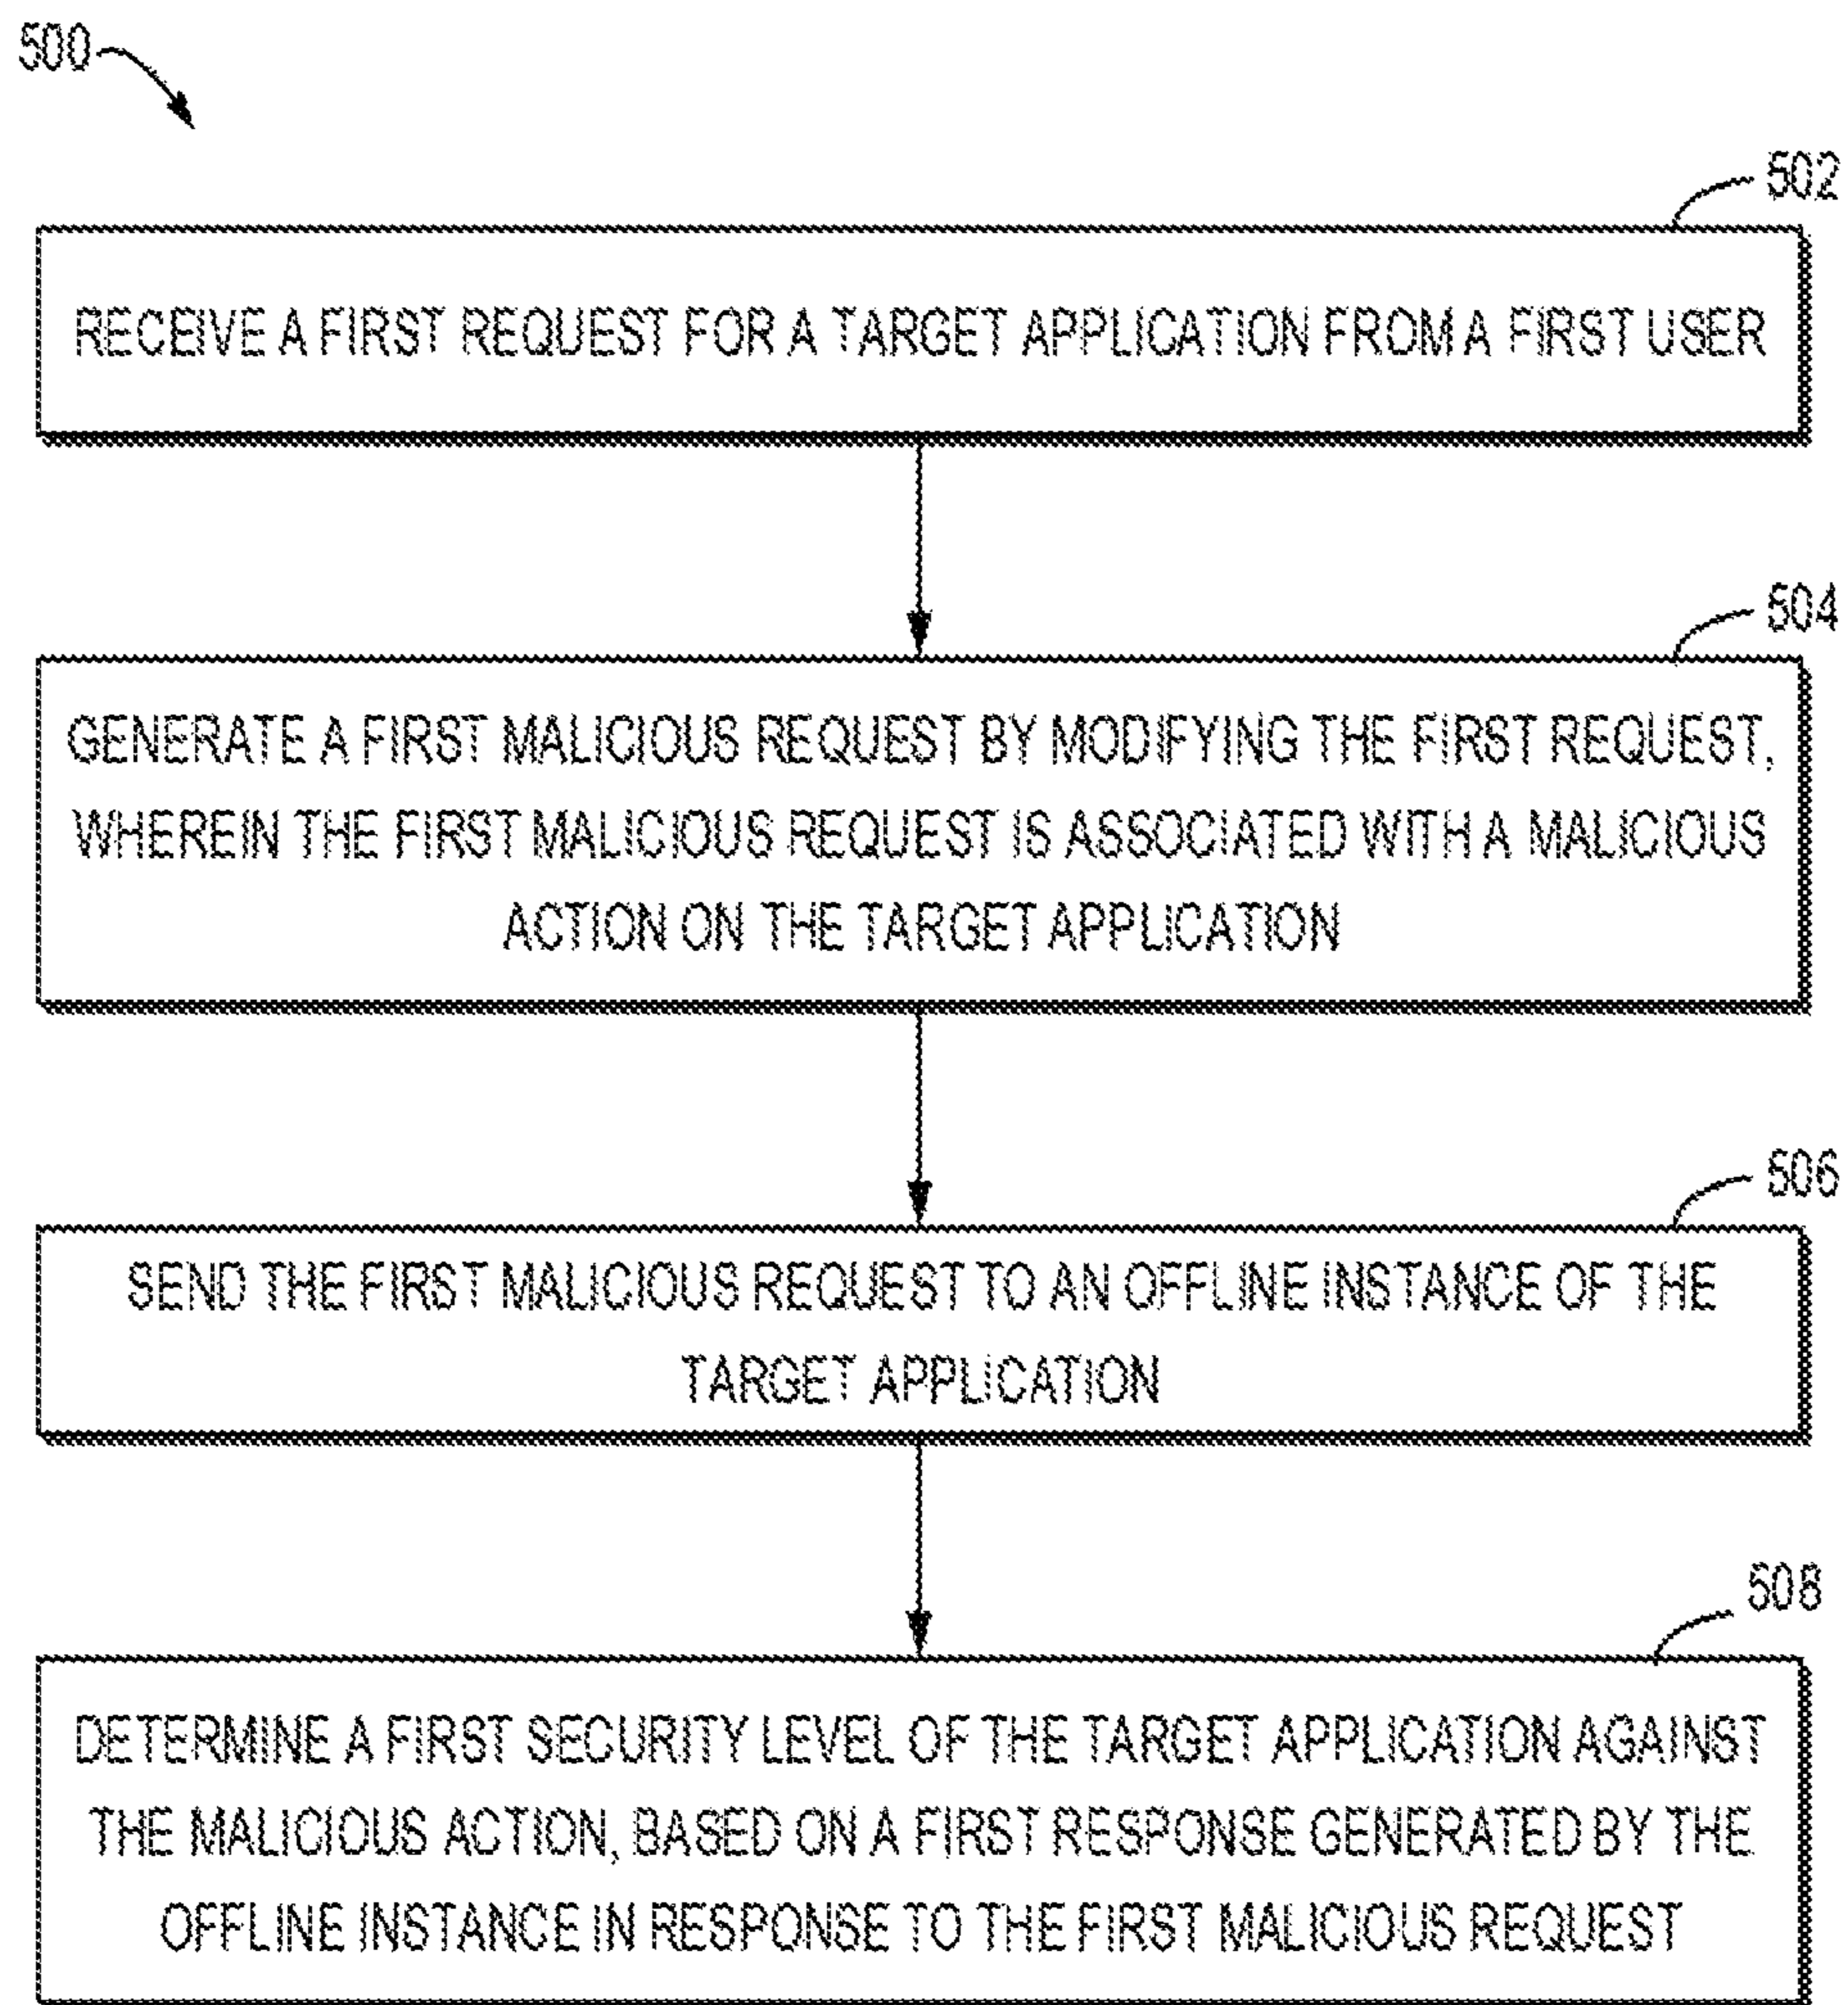 500
502
RECEIVE A FIRST REQUEST FOR A TARGET APPLICATION FROM A FIRST USER
504
GENERATE A FIRST MALICIOUS REQUEST BY MODIFYING THE FIRST REQUEST,
WHEREIN THE FIRST MALICIOUS REQUEST IS ASSOCIATED WITH A MALICIOUS
ACTION ON THE TARGET APPLICATION
506
SEND THE FIRST MALICIOUS REQUEST TO AN OFFLINE INSTANCE OF THE
TARGET APPLICATION
508
DETERMINE A FIRST SECURITY LEVEL OF THE TARGET APPLICATION AGAINST
THE MALICIOUS ACTION, BASED ON A FIRST RESPONSE GENERATED BY THE
OFFLINE INSTANCE IN RESPONSE TO THE FIRST MALICIOUS REQUEST